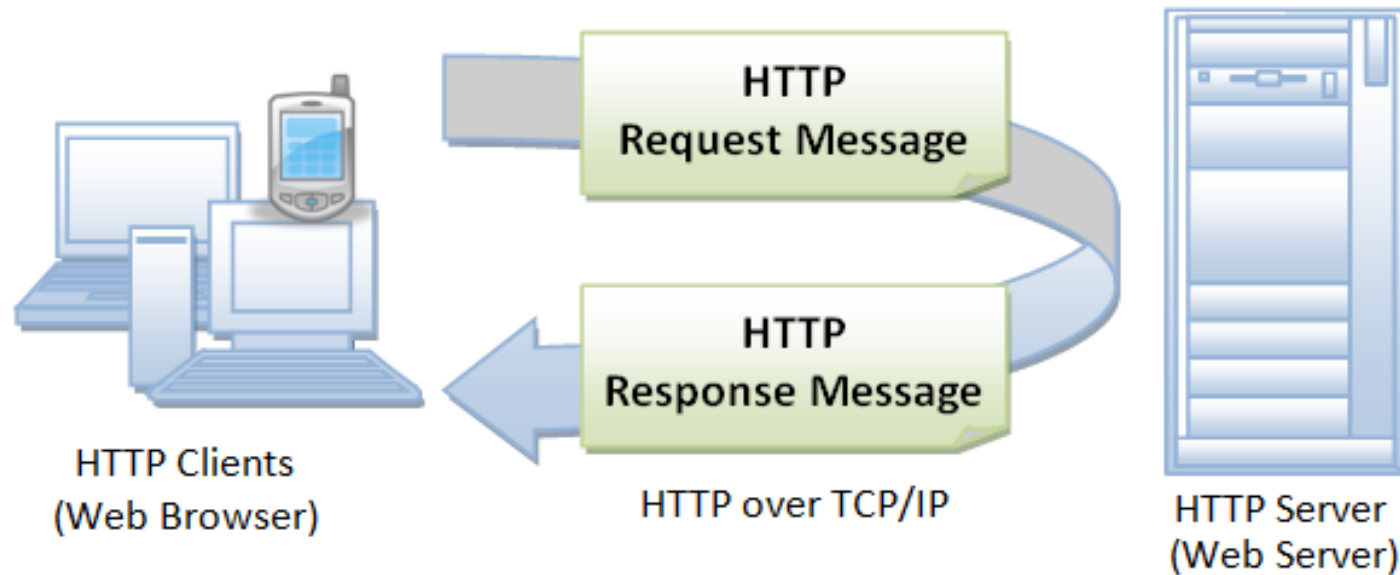 HTTP
Request Message
HTTP
Response Message
HTTP Clients
(Web Browser)
HTTP over TCP/IP
HTTP Server
(Web Server)